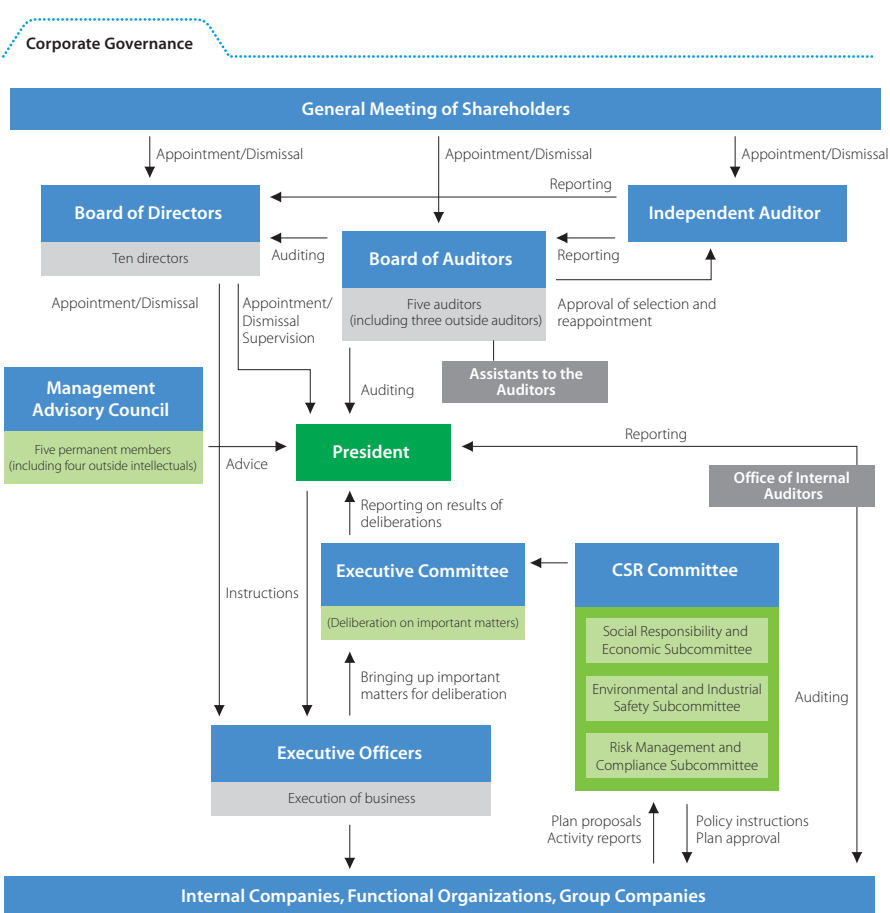 Corporate Governance
General Meeting of Shareholders
Appointment/Dismissal
Appointment/Dismissal
Appointment/Dismissal
Reporting
Board of Directors
Ten directors
Independent Auditor
Auditing
Board of Auditors
Five auditors
(including three outside auditors)
Reporting
Approval of selection and
reappointment
Appointment/Dismissal
Appointment/
Dismissal
Supervision
Assistants to the
Auditors
Auditing
Management
Advisory Council
Five permanent members
(including four outside intellectuals)
Advice
President
Reporting
Office of Internal
Auditors
Reporting on results of
deliberations
Executive Committee
(Deliberation on important matters)
CSR Committee
Social Responsibility and
Economic Subcommittee
Environmental and Industrial
Safety Subcommittee
Risk Management and
Compliance Subcommittee
Instructions
Bringing up important
matters for deliberation
Auditing
Executive Officers
Execution of business
Plan proposals
Activity reports
Policy instructions
Plan approval
Internal Companies, Functional Organizations, Group Companies